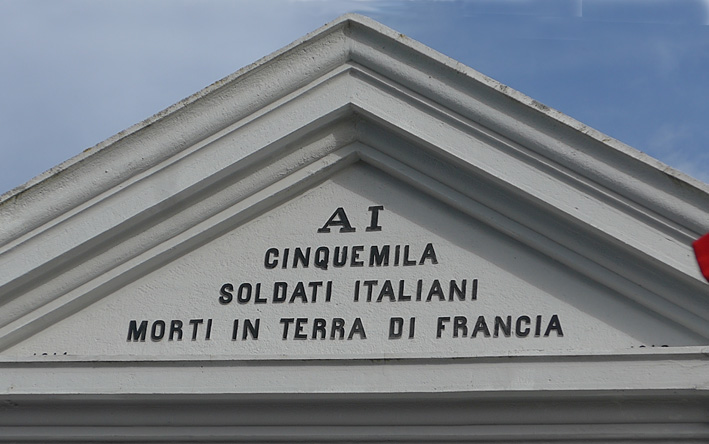 AI
CINQUEMILA
SOLDATI ITALIANI
MORTI IN TERRA DI FRANCIA